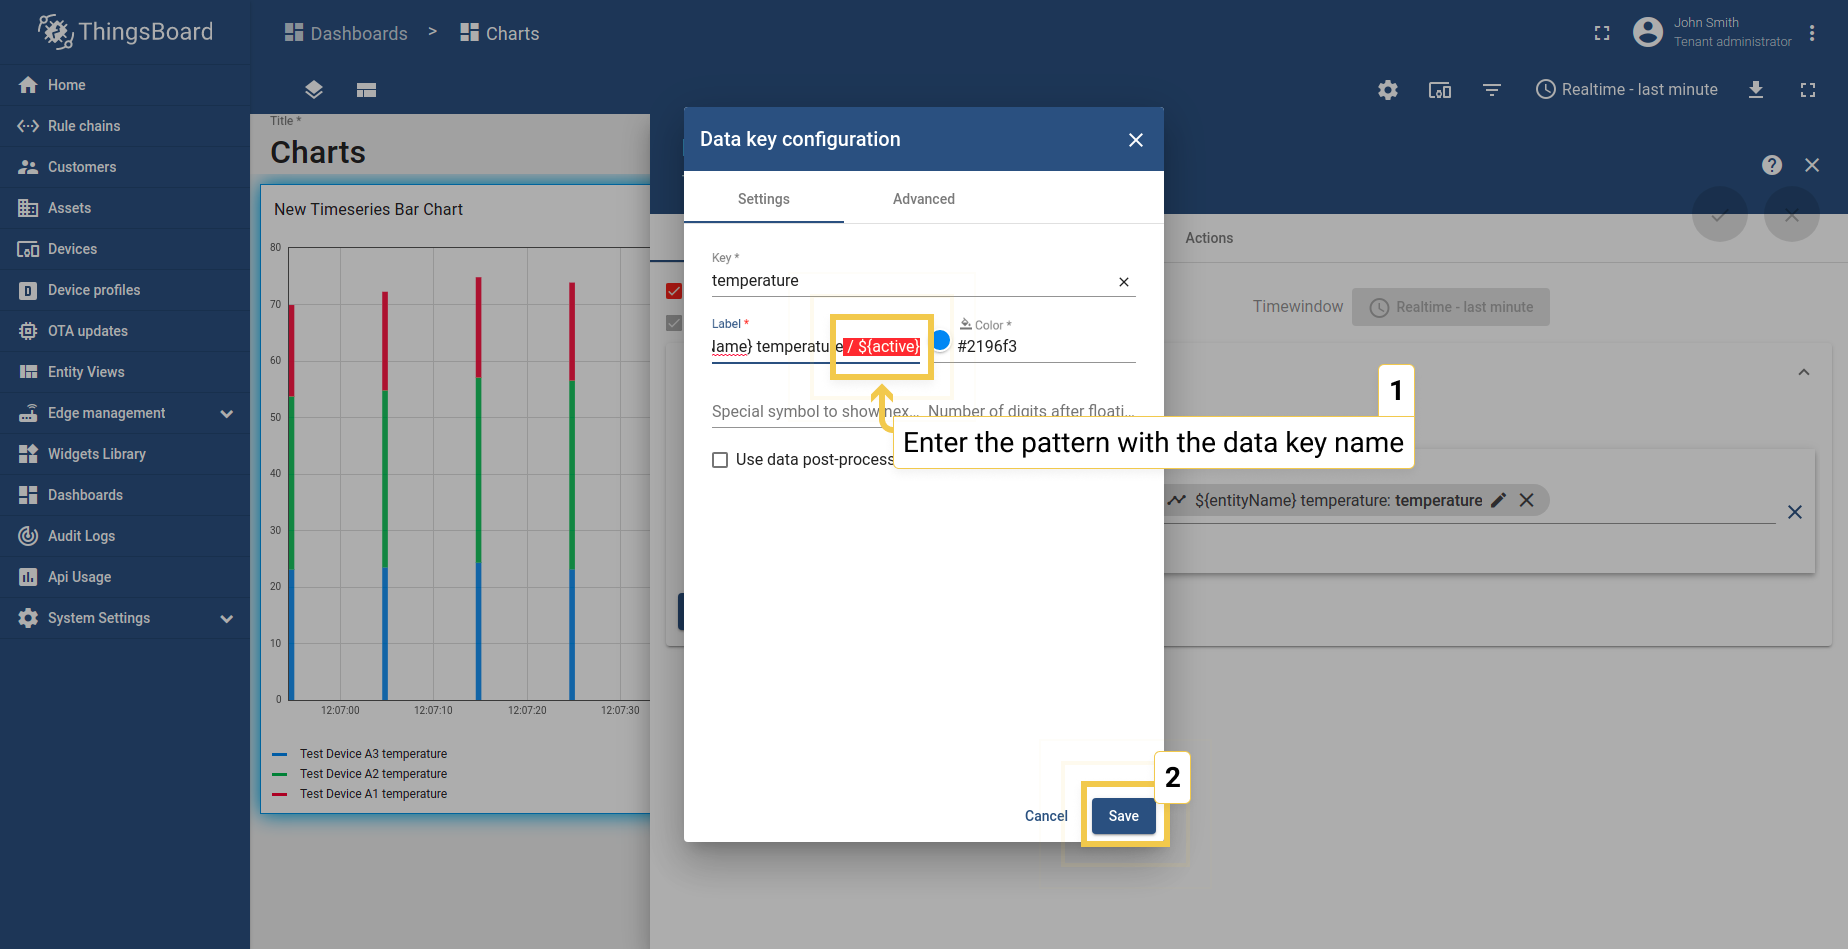 ThingsBoard
Dashboards > Charts
John Smith
Tenant administrator
Home
Rule chains
Customers
Assets
Devices
Device profiles
OTA updates
Entity Views
Edge management
Widgets Library
Dashboards
Audit Logs
Api Usage
System Settings
Realtime - last minute
Title *
Charts
New Timeseries Bar Chart
80
70
60
50
40
30
20
10
0
12:07:00 12:07:10 12:07:20 12:07:30
Test Device A3 temperature
Test Device A2 temperature
Test Device A1 temperature
Data key configuration
Settings Advanced
Key *
temperature
Label * Color *
Name} temperature / ${active} #2196f3
Special symbol to show nex... Number of digits after floati...
Use data post-process
Cancel Save
1
Enter the pattern with the data key name
2
Actions
Timewindow Realtime - last minute
${entityName} temperature: temperature